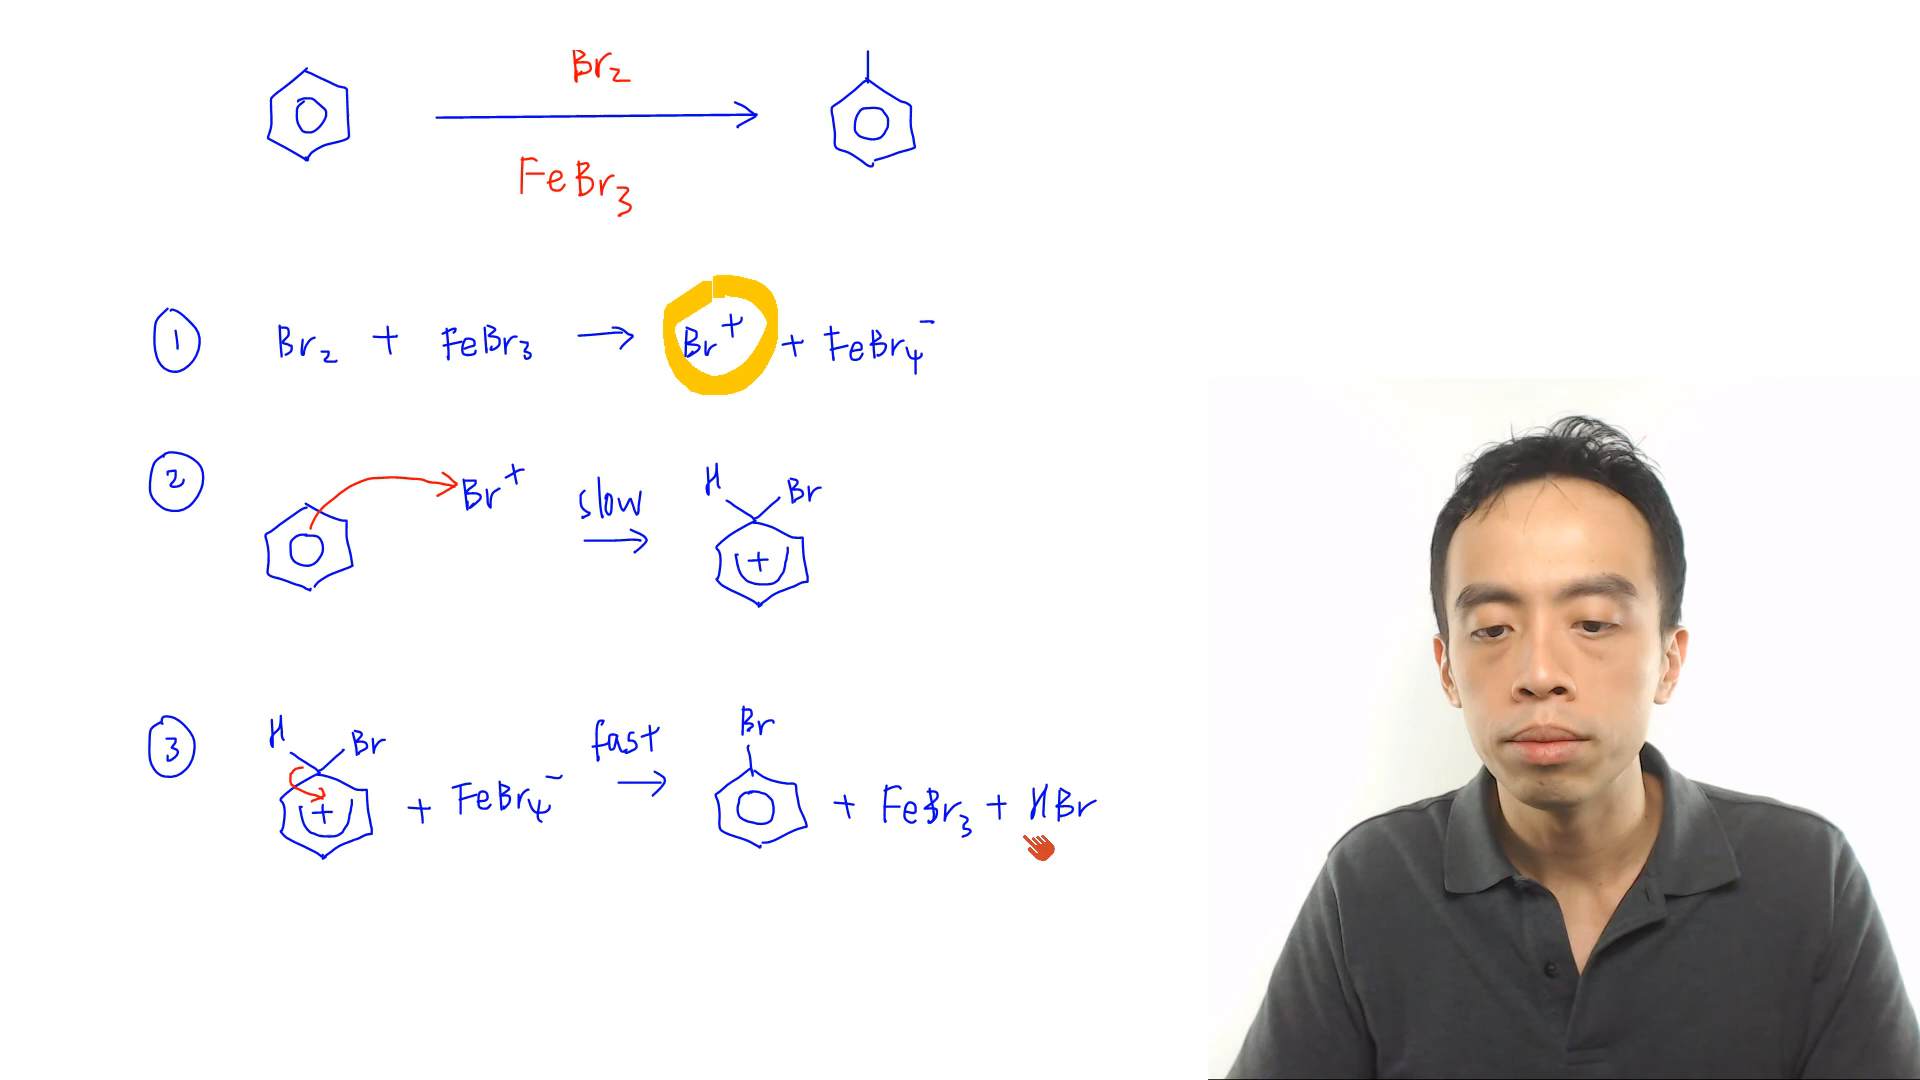 Br₂
FeBr₃
① Br₂ + FeBr₃ → Br⁺ + FeBr₄⁻
② Br⁺ slow → H Br +
③ H Br + + FeBr₄⁻ fast → Br + FeBr₃ + HBr